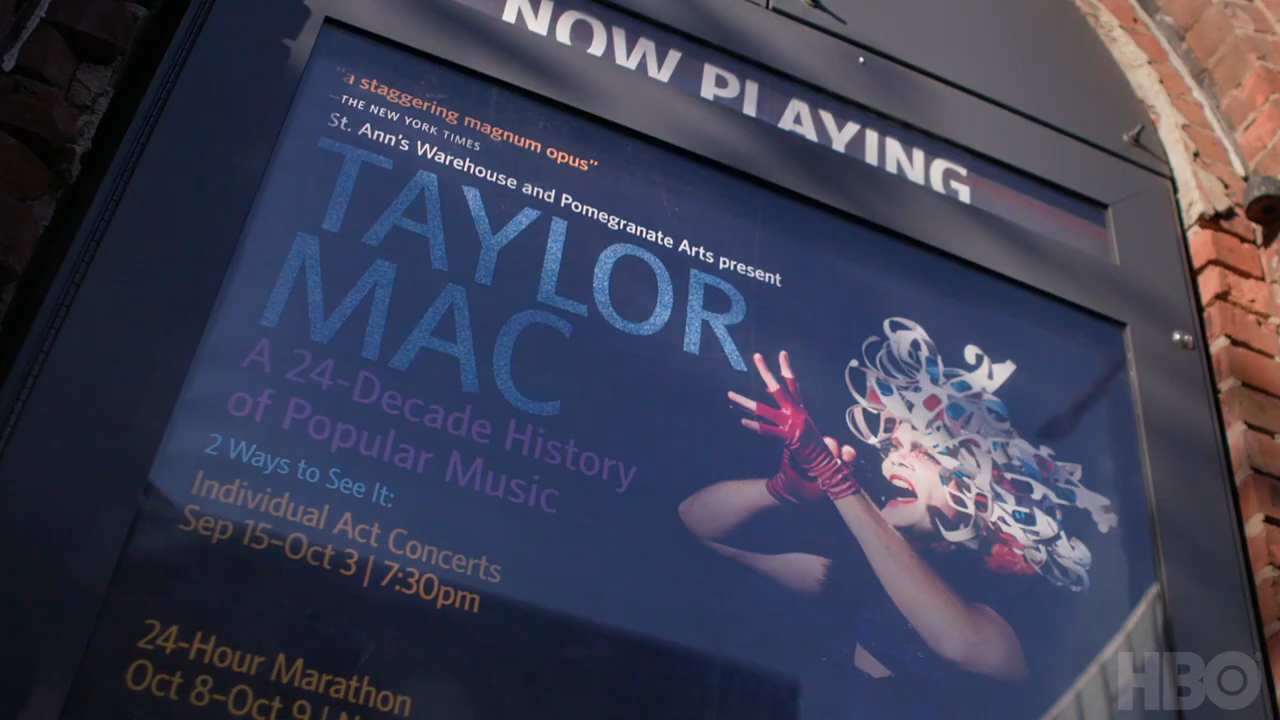 NOW PLAYING
"a staggering magnum opus"
—THE NEW YORK TIMES
St. Ann's Warehouse and Pomegranate Arts present
TAYLOR
MAC
A 24-Decade History
of Popular Music
2 Ways to See It:
Individual Act Concerts
Sep 15–Oct 3 | 7:30pm
24-Hour Marathon
Oct 8–Oct 9 |
HBO